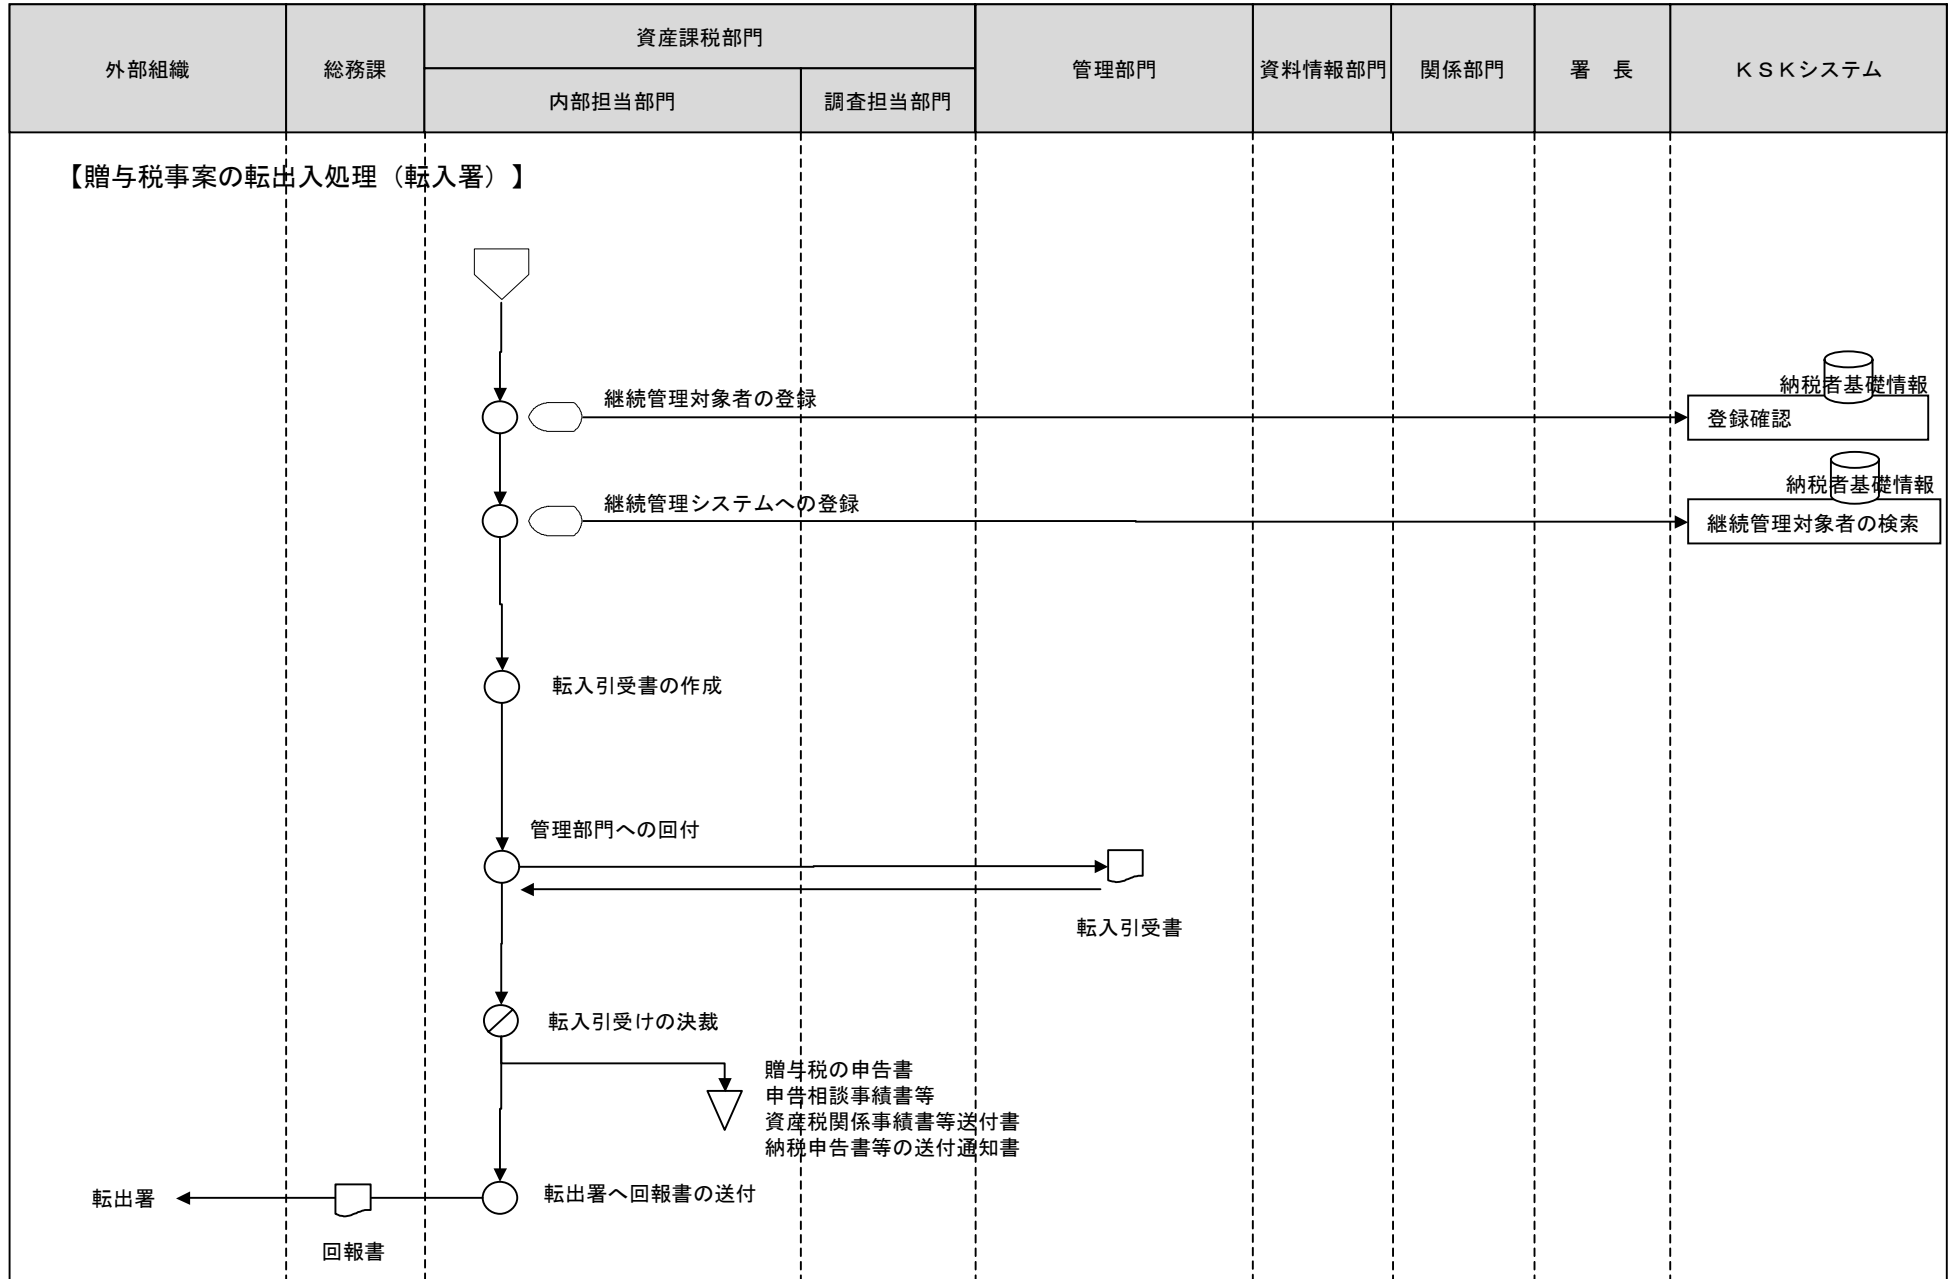 外部組織
総務課
資産課税部門
内部担当部門
調査担当部門
管理部門
資料情報部門
関係部門
署　長
ＫＳＫシステム
【贈与税事案の転出入処理（転入署）】
納税者基礎情報
継続管理対象者の登録
登録確認
納税者基礎情報
継続管理システムへの登録
継続管理対象者の検索
転入引受書の作成
管理部門への回付
転入引受書
転入引受けの決裁
贈与税の申告書
申告相談事績書等
資産税関係事績書等送付書
納税申告書等の送付通知書
転出署
転出署へ回報書の送付
回報書